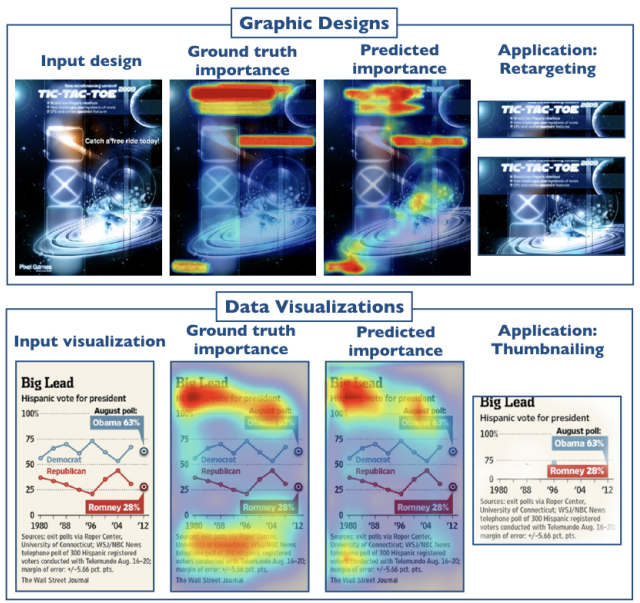 Graphic Designs
Input design
Ground truth
importance
Predicted
importance
Application:
Retargeting
TIC-TAC-TOE
Catch a free ride today!
Pixel Games
TIC-TAC-TOE
TIC-TAC-TOE
Data Visualizations
Input visualization
Ground truth
importance
Predicted
importance
Application:
Thumbnailing
Big Lead
Hispanic vote for president
August poll:
100%
Obama 63%
75
Democrat
50
Republican
25
Romney 28%
0
1980 '88 '96 '04 '12
Sources: exit polls via Roper Center,
University of Connecticut; WSJ/NBC News
telephone poll of 300 Hispanic registered
voters conducted with Telemundo Aug. 16-20;
margin of error: +/-5.66 pct. pts.
The Wall Street Journal
Big Lead
Hispanic vote for president
August poll:
100%
Obama 63%
75
Democrat
50
Republican
25
Romney 28%
0
1980 '88 '96 '04 '12
Sources: exit polls via Roper Center,
University of Connecticut; WSJ/NBC News
telephone poll of 300 Hispanic registered
voters conducted with Telemundo Aug. 16-20;
margin of error: +/-5.66 pct. pts.
The Wall Street Journal
Big Lead
Hispanic vote for president
August poll:
100%
Obama 63%
75
Democrat
50
Republican
25
Romney 28%
0
1980 '88 '96 '04 '12
Sources: exit polls via Roper Center,
University of Connecticut; WSJ/NBC News
telephone poll of 300 Hispanic registered
voters conducted with Telemundo Aug. 16-20;
margin of error: +/-5.66 pct. pts.
The Wall Street Journal
Big Lead
Hispanic vote for president
August poll:
100%
Obama 63%
75
Romney 28%
0
1980 '88 '96 '04 '12
Sources: exit polls via Roper Center,
University of Connecticut; WSJ/NBC News
telephone poll of 300 Hispanic registered
voters conducted with Telemundo Aug. 16-20;
margin of error: +/-5.66 pct. pts.